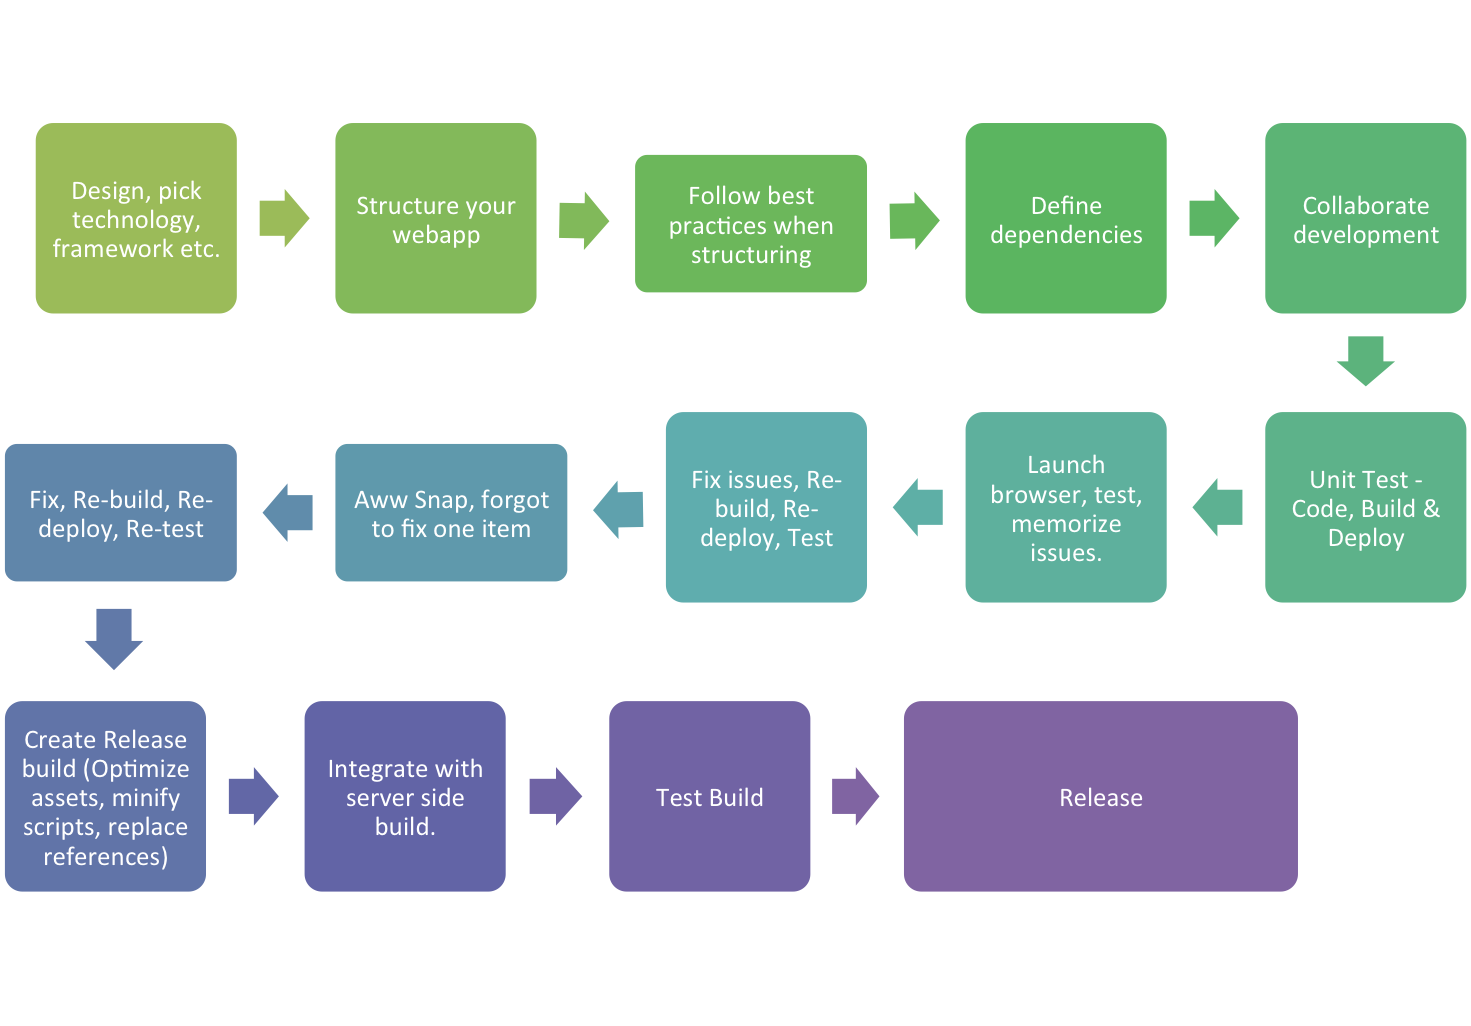 Design, pick
technology,
framework etc.
Structure your
webapp
Follow best
practices when
structuring
Define
dependencies
Collaborate
development
Unit Test -
Code, Build &
Deploy
Launch
browser, test,
memorize
issues.
Fix issues, Re-
build, Re-
deploy, Test
Aww Snap, forgot
to fix one item
Fix, Re-build, Re-
deploy, Re-test
Create Release
build (Optimize
assets, minify
scripts, replace
references)
Integrate with
server side
build.
Test Build
Release